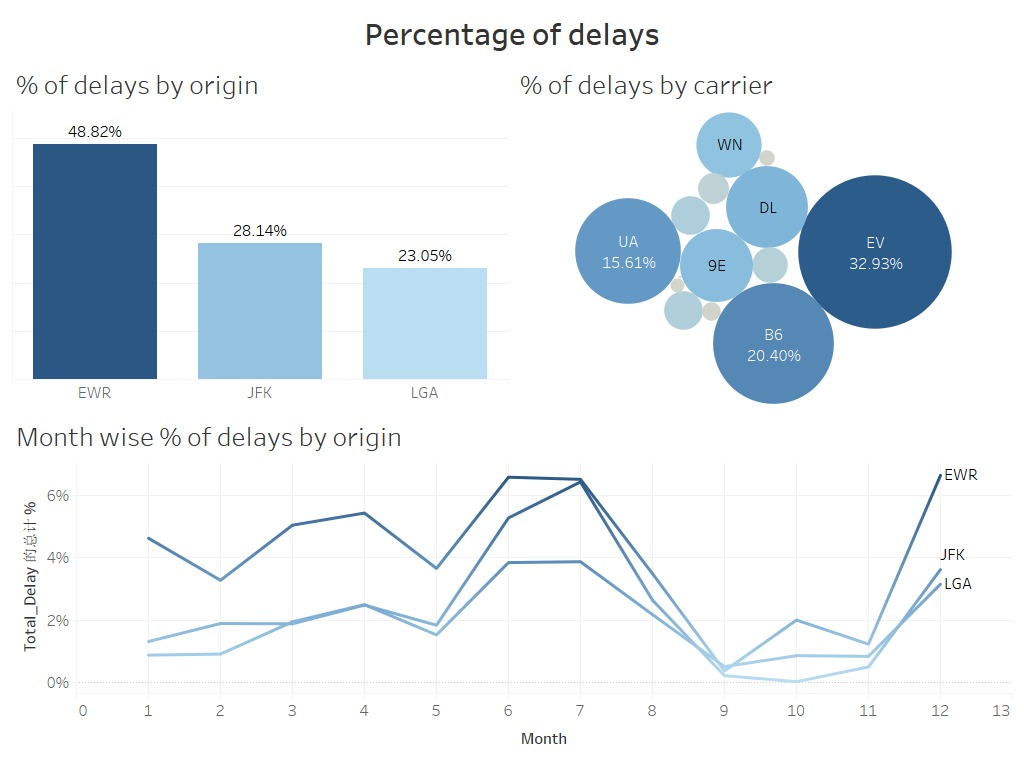 Percentage of delays
% of delays by origin
48.82%
28.14%
23.05%
EWR
JFK
LGA
% of delays by carrier
WN
DL
UA
15.61%
9E
EV
32.93%
B6
20.40%
Month wise % of delays by origin
Total_Delay 的总计 %
6%
4%
2%
0%
EWR
JFK
LGA
0 1 2 3 4 5 6 7 8 9 10 11 12 13
Month